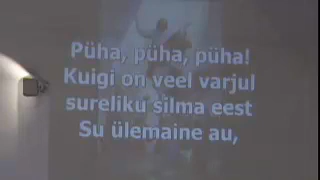 Püha, püha, püha!
Kuigi on veel varjul
sureliku silma eest
Su ülemaine au,